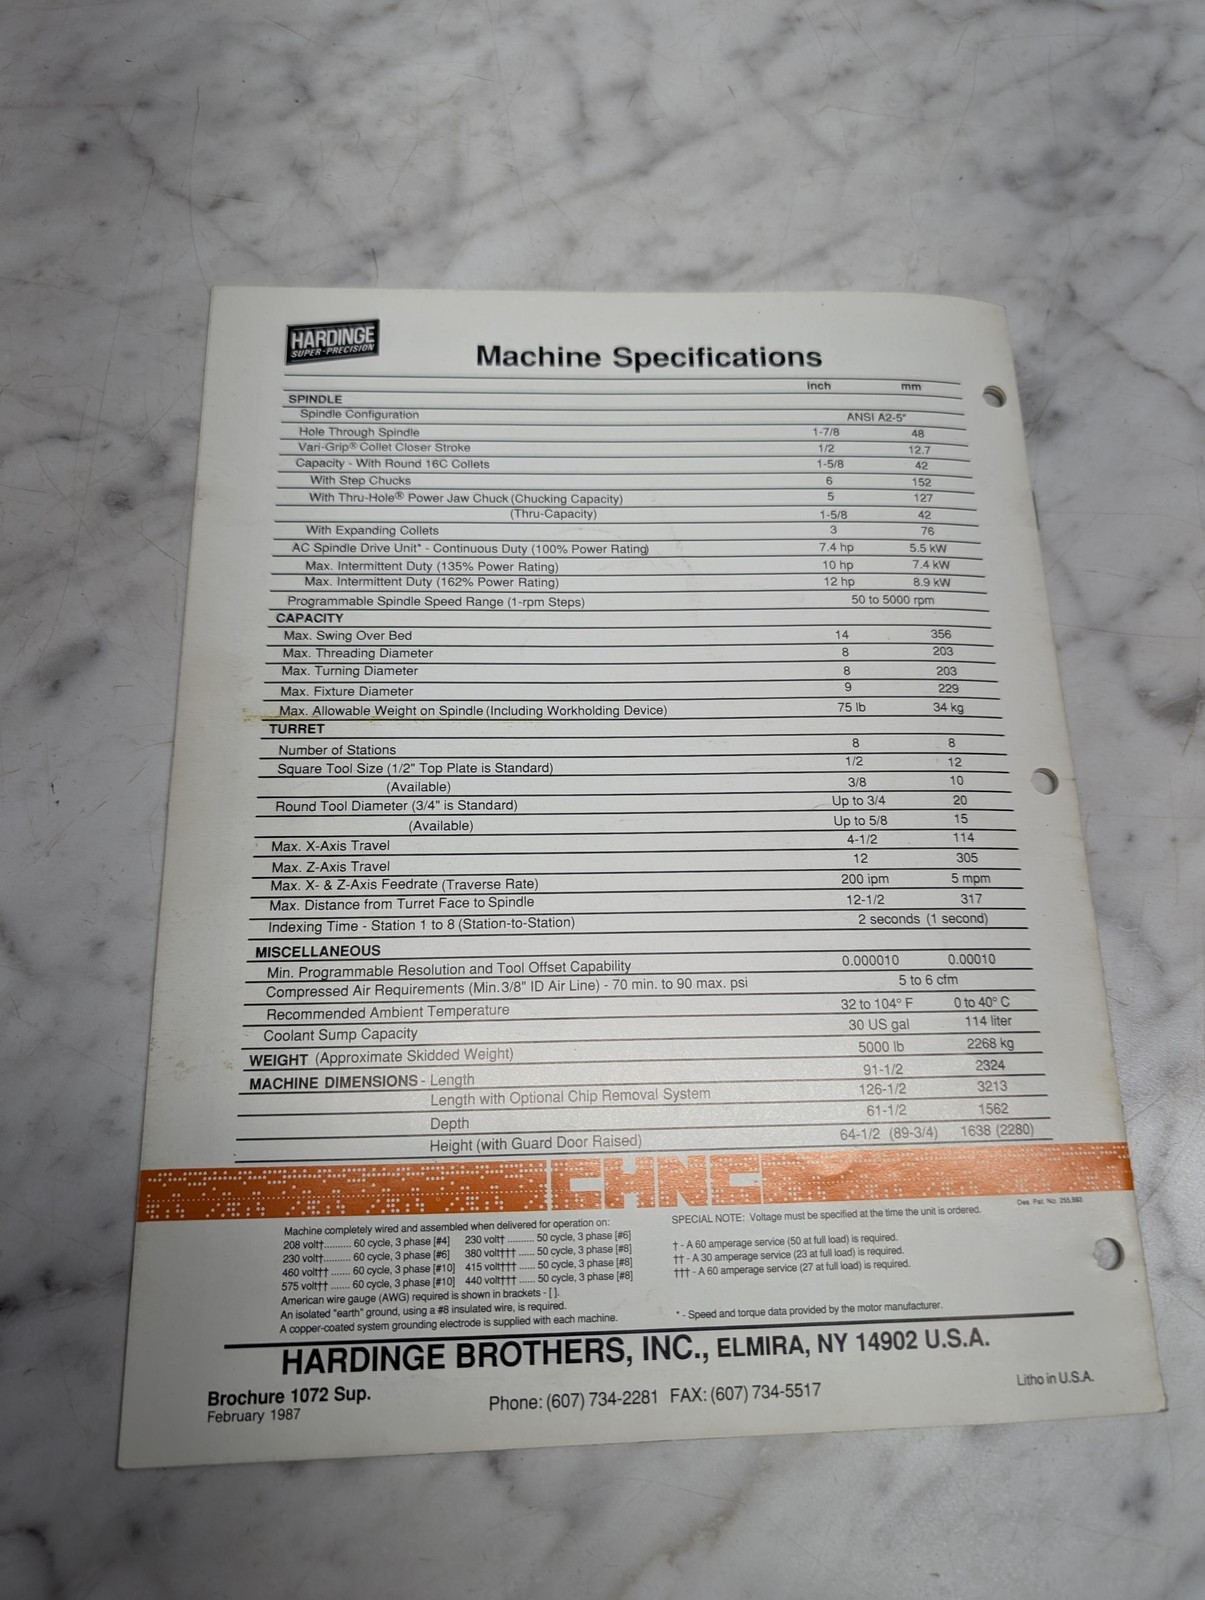 HARDINGE
SUPER-PRECISION
Machine Specifications
inch mm
SPINDLE
Spindle Configuration ANSI A2-5"
Hole Through Spindle 1-7/8 48
Vari-Grip® Collet Closer Stroke 1/2 12.7
Capacity - With Round 16C Collets 1-5/8 42
With Step Chucks 6 152
With Thru-Hole® Power Jaw Chuck (Chucking Capacity) 5 127
(Thru-Capacity) 1-5/8 42
With Expanding Collets 3 76
AC Spindle Drive Unit* - Continuous Duty (100% Power Rating) 7.4 hp 5.5 kW
Max. Intermittent Duty (135% Power Rating) 10 hp 7.4 kW
Max. Intermittent Duty (162% Power Rating) 12 hp 8.9 kW
Programmable Spindle Speed Range (1-rpm Steps) 50 to 5000 rpm
CAPACITY
Max. Swing Over Bed 14 356
Max. Threading Diameter 8 203
Max. Turning Diameter 8 203
Max. Fixture Diameter 9 229
Max. Allowable Weight on Spindle (Including Workholding Device) 75 lb 34 kg
TURRET
Number of Stations 8 8
Square Tool Size (1/2" Top Plate is Standard) 1/2 12
(Available) 3/8 10
Round Tool Diameter (3/4" is Standard) Up to 3/4 20
(Available) Up to 5/8 15
Max. X-Axis Travel 4-1/2 114
Max. Z-Axis Travel 12 305
Max. X- & Z-Axis Feedrate (Traverse Rate) 200 ipm 5 mpm
Max. Distance from Turret Face to Spindle 12-1/2 317
Indexing Time - Station 1 to 8 (Station-to-Station) 2 seconds (1 second)
MISCELLANEOUS
Min. Programmable Resolution and Tool Offset Capability 0.000010 0.00010
Compressed Air Requirements (Min. 3/8" ID Air Line) - 70 min. to 90 max. psi 5 to 6 cfm
Recommended Ambient Temperature 32 to 104° F 0 to 40° C
Coolant Sump Capacity 30 US gal 114 liter
WEIGHT (Approximate Skidded Weight) 5000 lb 2268 kg
MACHINE DIMENSIONS - Length 91-1/2 2324
Length with Optional Chip Removal System 126-1/2 3213
Depth 61-1/2 1562
Height (with Guard Door Raised) 64-1/2 (89-3/4) 1638 (2280)
CHNC
Des. Pat. No. 255,893
Machine completely wired and assembled when delivered for operation on:
208 volt†.......... 60 cycle, 3 phase [#4] 230 volt† .......... 50 cycle, 3 phase [#6]
230 volt†.......... 60 cycle, 3 phase [#6] 380 volt††† ...... 50 cycle, 3 phase [#8]
460 volt†† ....... 60 cycle, 3 phase [#10] 415 volt††† ...... 50 cycle, 3 phase [#8]
575 volt†† ....... 60 cycle, 3 phase [#10] 440 volt††† ...... 50 cycle, 3 phase [#8]
American wire gauge (AWG) required is shown in brackets - [ ].
An isolated "earth" ground, using a #8 insulated wire, is required.
A copper-coated system grounding electrode is supplied with each machine.
SPECIAL NOTE: Voltage must be specified at the time the unit is ordered.
† - A 60 amperage service (50 at full load) is required.
†† - A 30 amperage service (23 at full load) is required.
††† - A 60 amperage service (27 at full load) is required.
* - Speed and torque data provided by the motor manufacturer.
HARDINGE BROTHERS, INC., ELMIRA, NY 14902 U.S.A.
Brochure 1072 Sup.
February 1987
Phone: (607) 734-2281 FAX: (607) 734-5517
Litho in U.S.A.